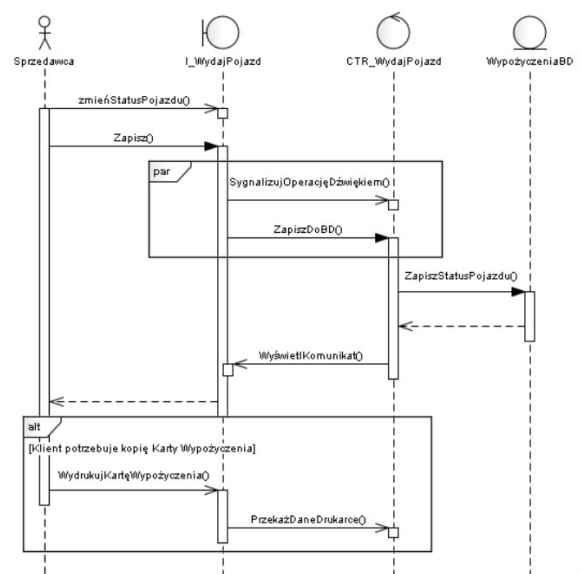 Sprzedawca I_WydajPojazd CTR_WydajPojazd WypożyczeniaBD
zmieńStatusPojazdu()
Zapisz()
par
SygnalizujOperacjęDźwiękiem()
ZapiszDoBD()
ZapiszStatusPojazdu()
WyświetlKomunikat()
alt
[Klient potrzebuje kopię Karty Wypożyczenia]
WydrukujKartęWypożyczenia()
PrzekażDaneDrukarce()